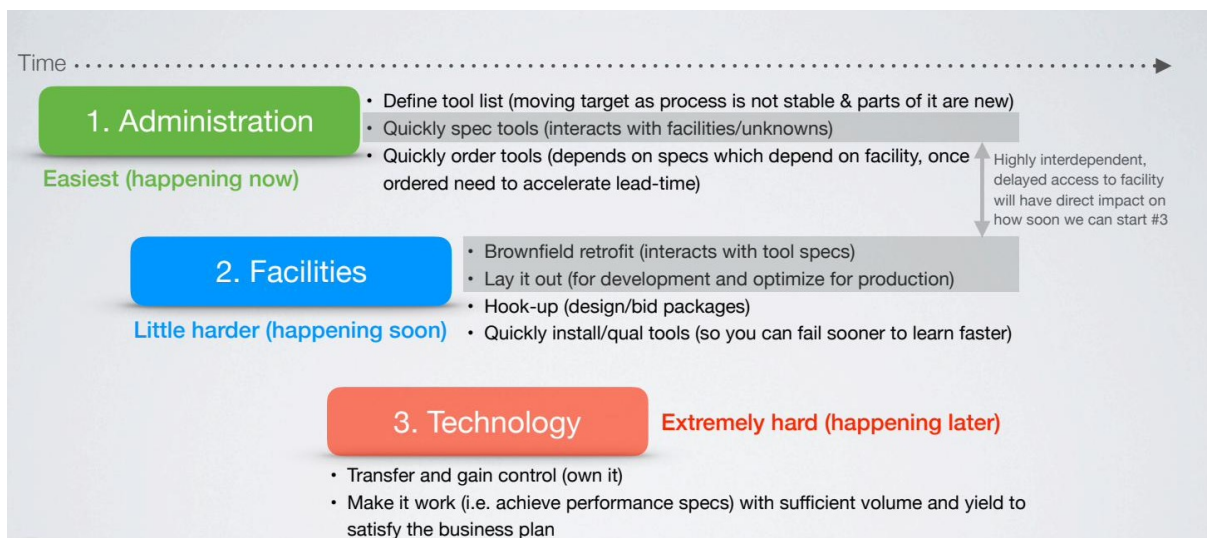 Time
1. Administration
Easiest (happening now)
• Define tool list (moving target as process is not stable & parts of it are new)
• Quickly spec tools (interacts with facilities/unknowns)
• Quickly order tools (depends on specs which depend on facility, once
ordered need to accelerate lead-time)
Highly interdependent,
delayed access to facility
will have direct impact on
how soon we can start #3
2. Facilities
Little harder (happening soon)
• Brownfield retrofit (interacts with tool specs)
• Lay it out (for development and optimize for production)
• Hook-up (design/bid packages)
• Quickly install/qual tools (so you can fail sooner to learn faster)
3. Technology
Extremely hard (happening later)
• Transfer and gain control (own it)
• Make it work (i.e. achieve performance specs) with sufficient volume and yield to
satisfy the business plan